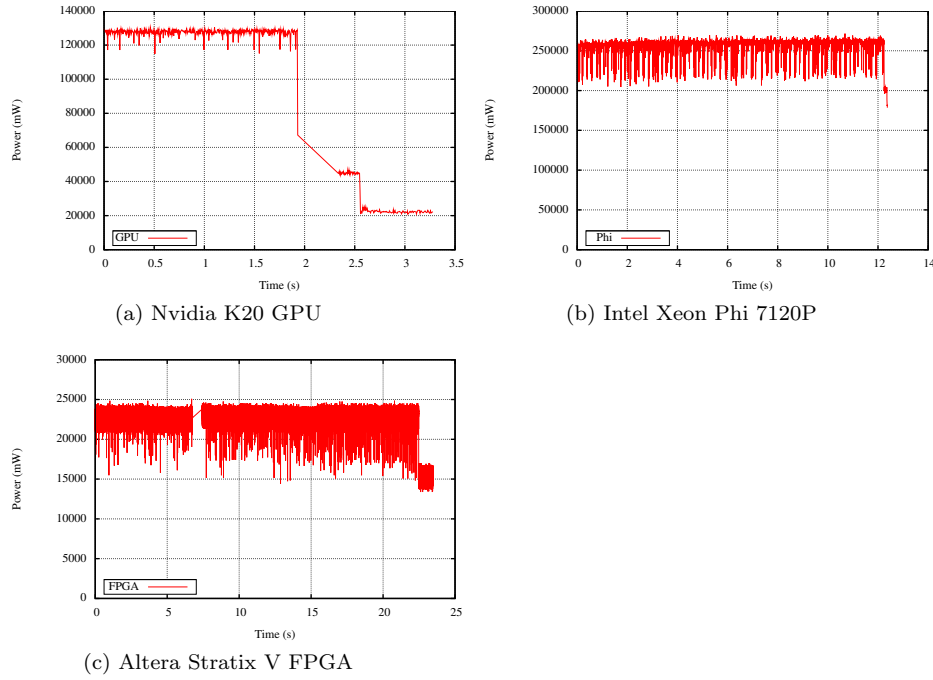 140000
120000
100000
80000
60000
40000
20000
0
Power (mW)
GPU
0 0.5 1 1.5 2 2.5 3 3.5
Time (s)
(a) Nvidia K20 GPU
300000
250000
200000
150000
100000
50000
0
Power (mW)
Phi
0 2 4 6 8 10 12 14
Time (s)
(b) Intel Xeon Phi 7120P
30000
25000
20000
15000
10000
5000
0
Power (mW)
FPGA
0 5 10 15 20 25
Time (s)
(c) Altera Stratix V FPGA